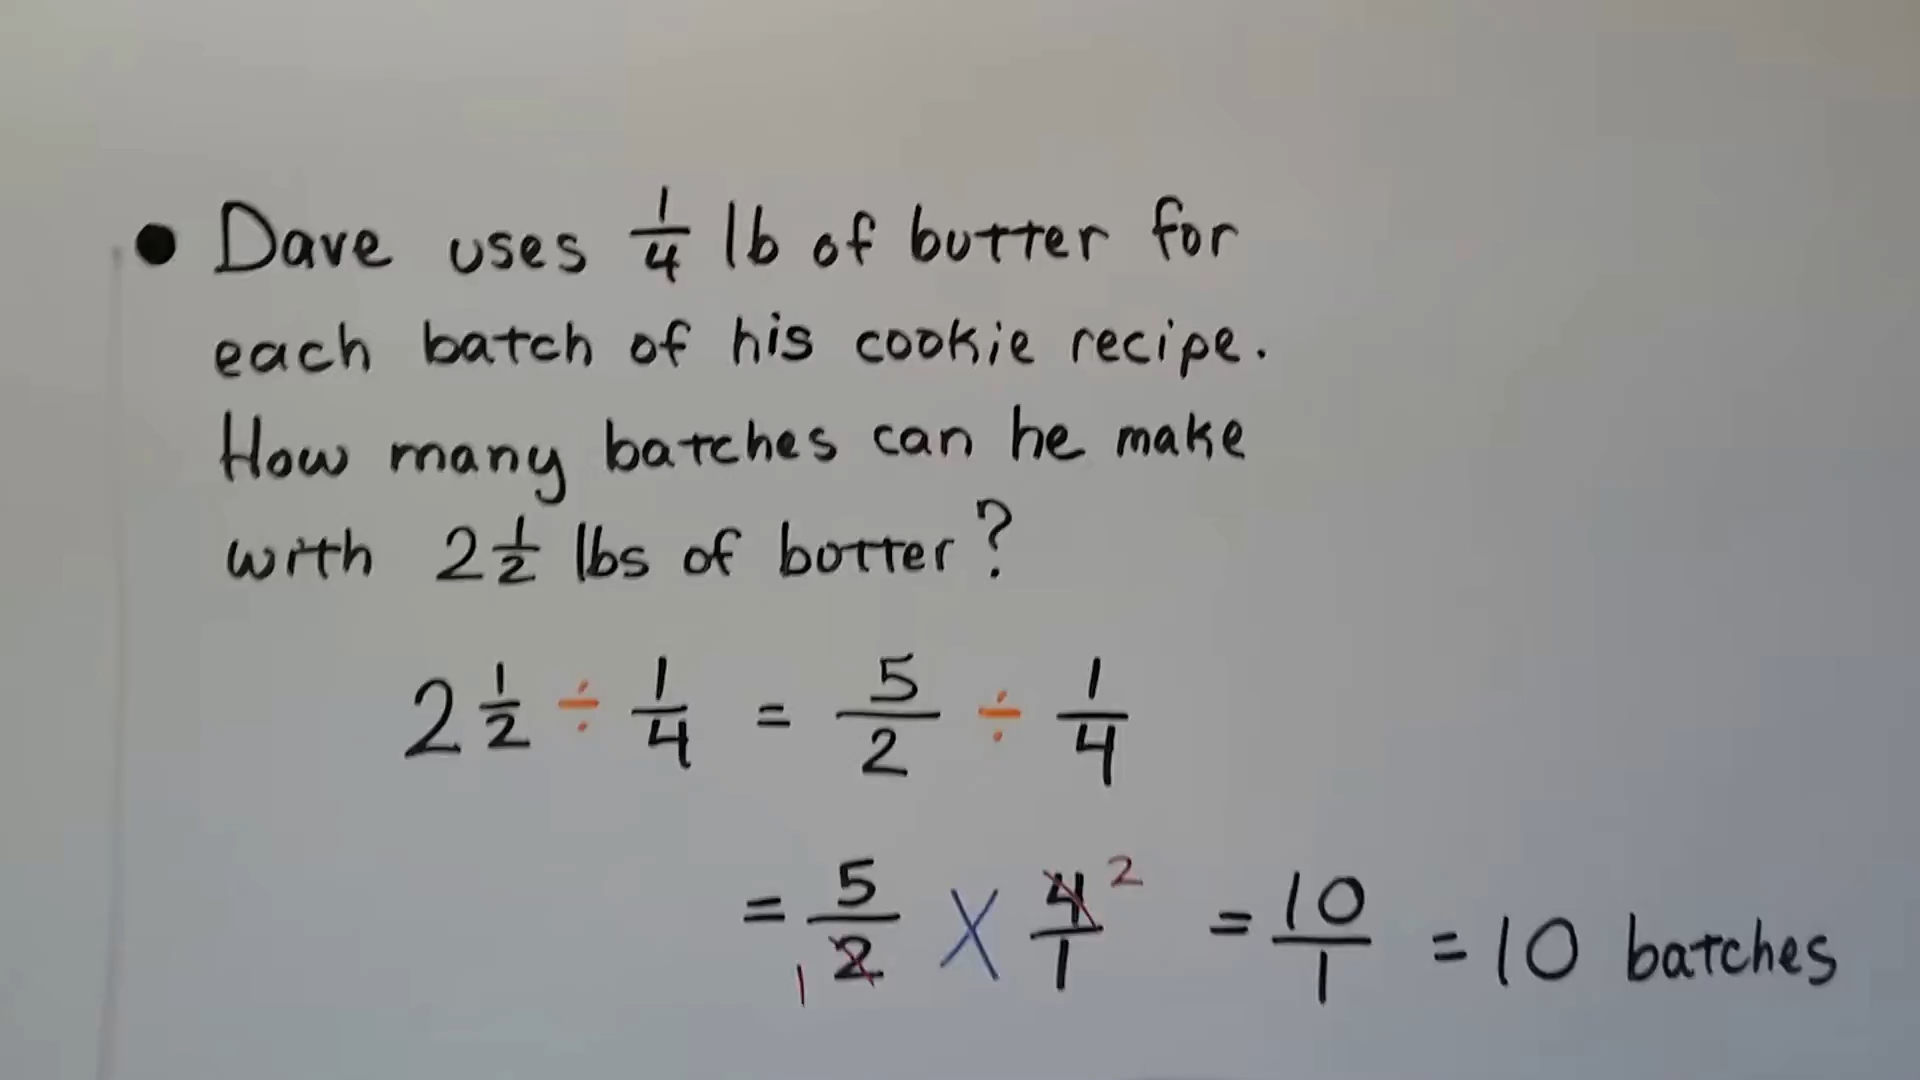 • Dave uses 1/4 lb of butter for
each batch of his cookie recipe.
How many batches can he make
with 2 1/2 lbs of botter?
2 1/2 ÷ 1/4 = 5/2 ÷ 1/4
= 5/2 1 X 4/1 2 = 10/1 = 10 batches